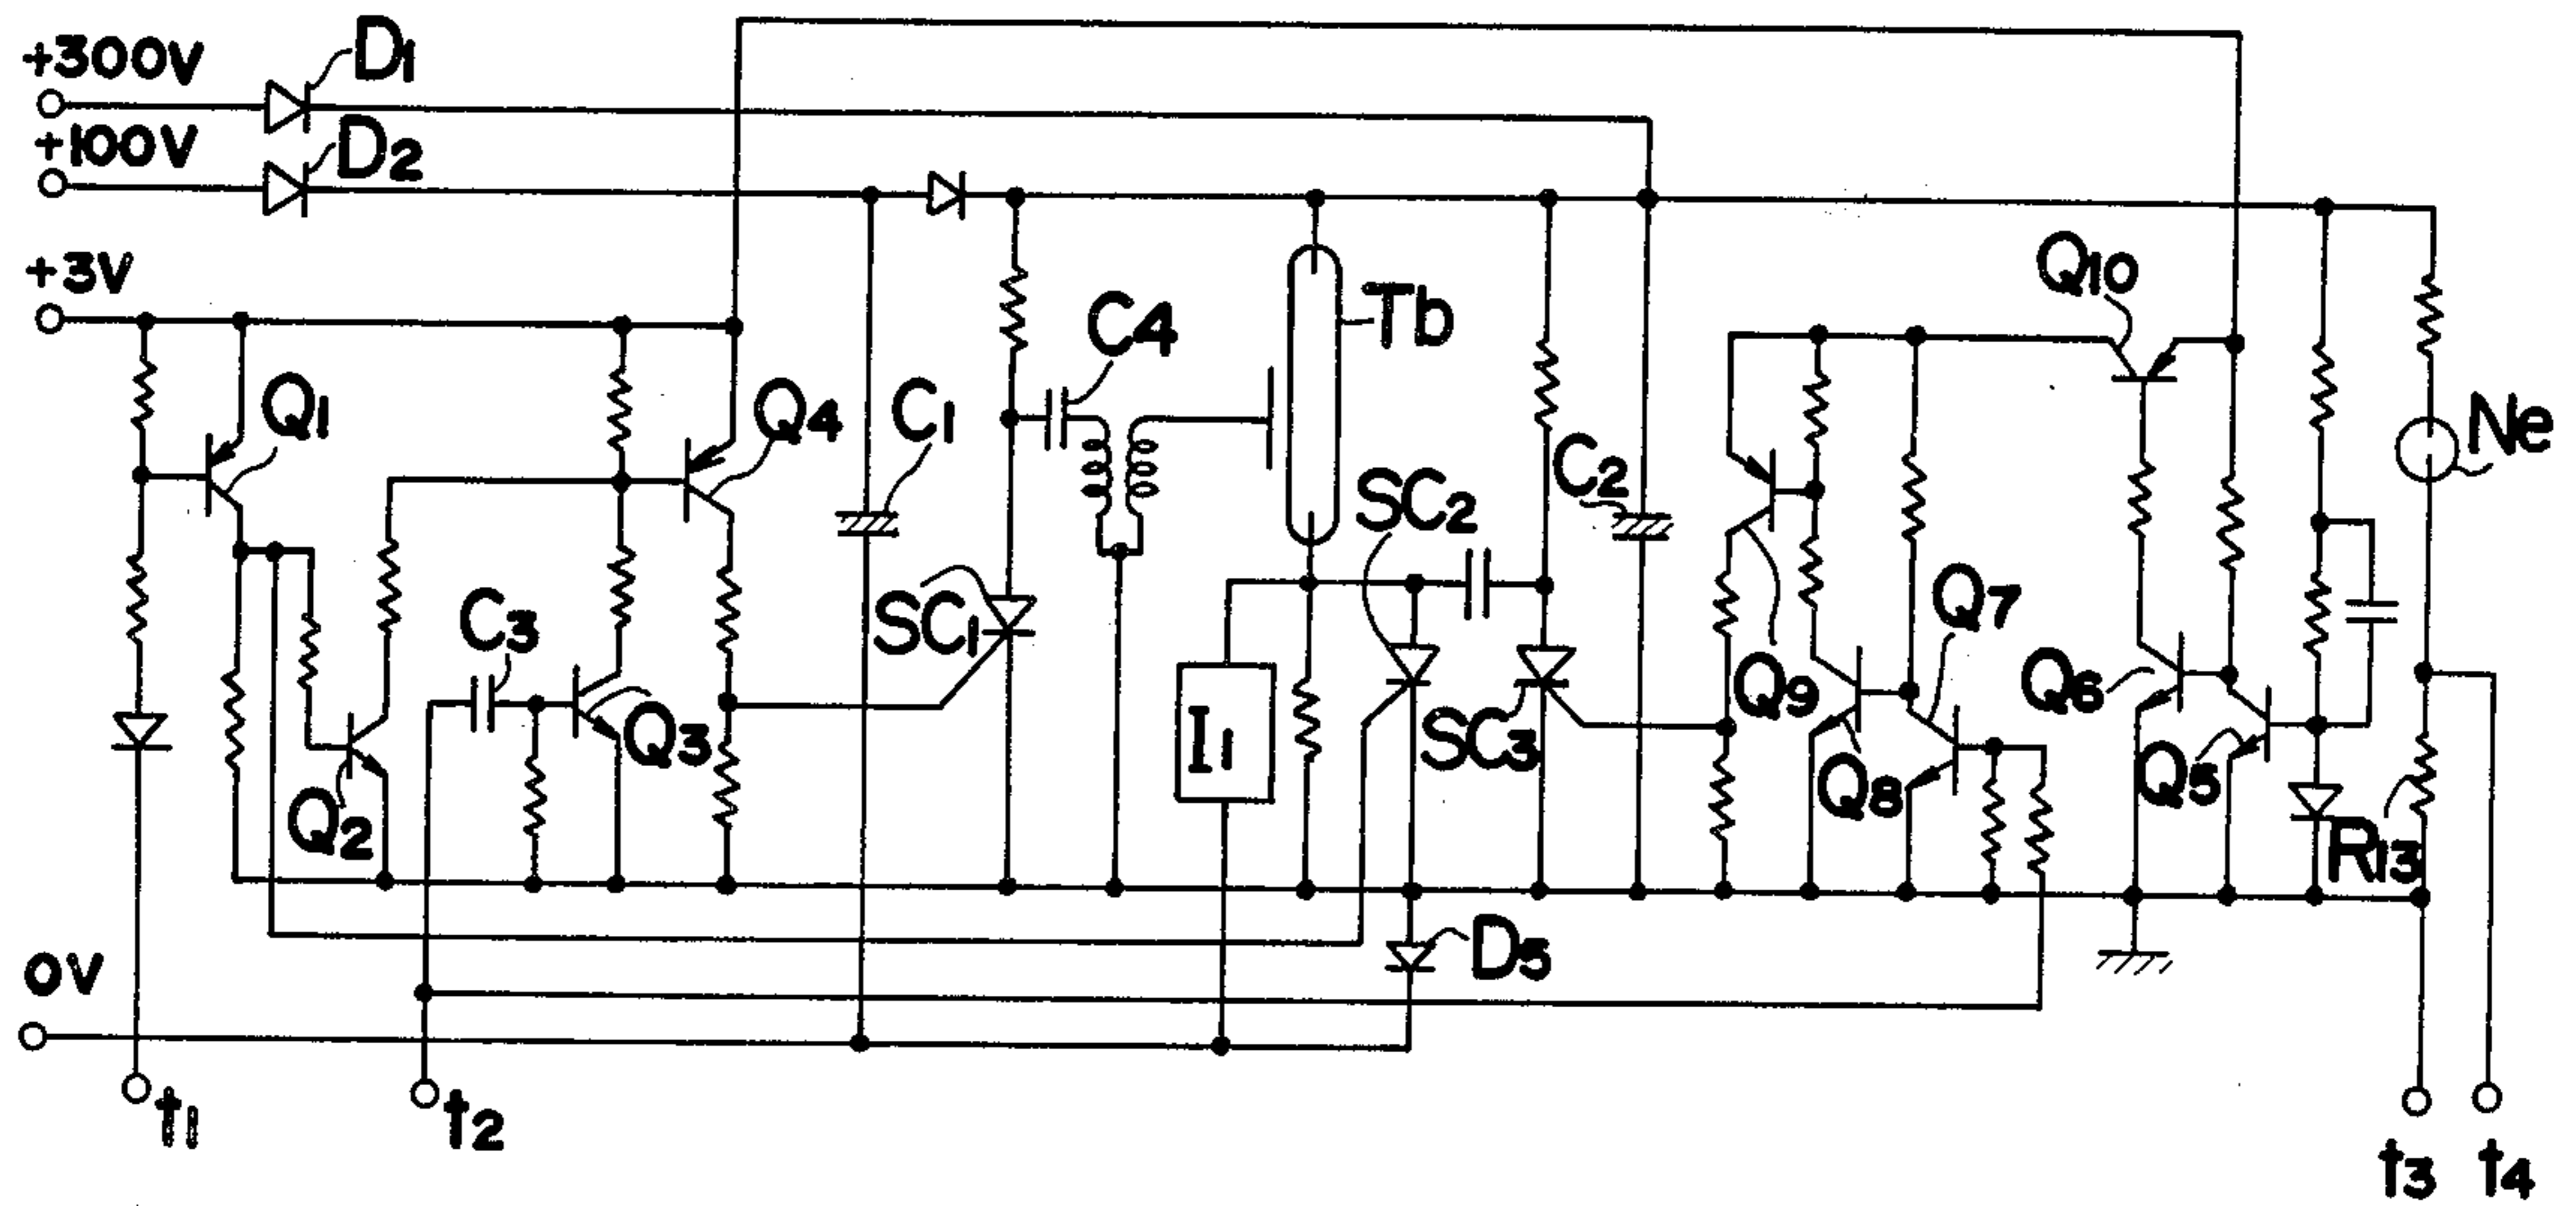 +300V
D1
+100V
D2
+3V
Q1
Q4
C1
C4
Tb
Q10
Ne
C2
SC2
C3
SC1
Q3
Q2
I1
SC3
Q9
Q7
Q8
Q6
Q5
R13
D5
0V
t1
t2
t3
t4